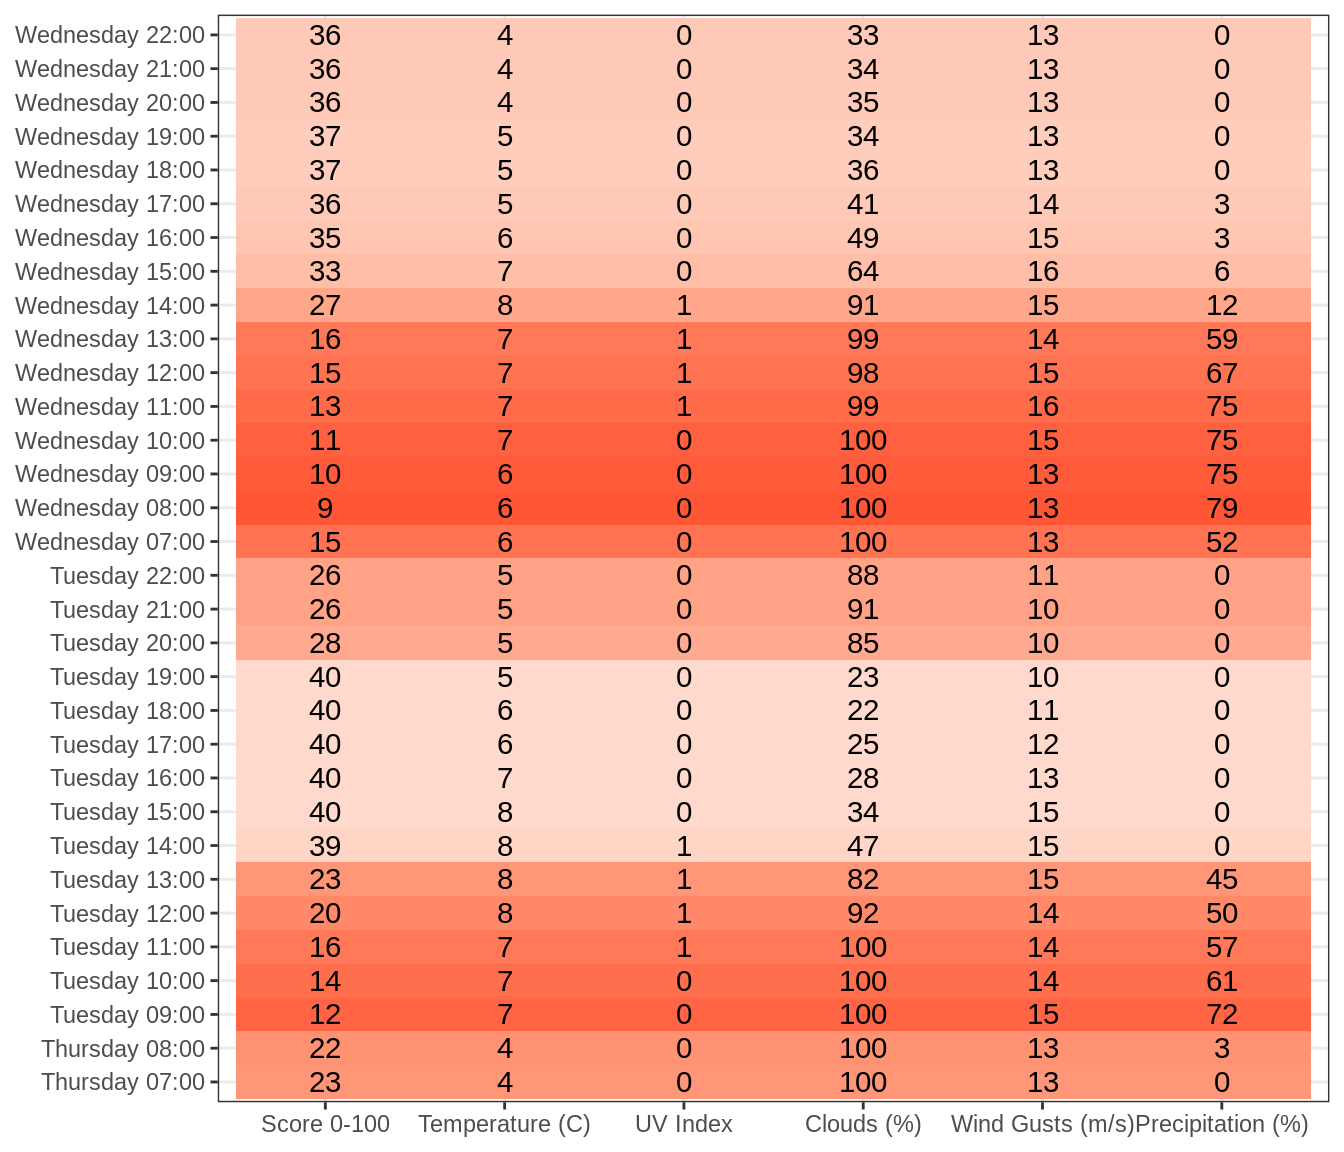 Wednesday 22:00 36 4 0 33 13 0
Wednesday 21:00 36 4 0 34 13 0
Wednesday 20:00 36 4 0 35 13 0
Wednesday 19:00 37 5 0 34 13 0
Wednesday 18:00 37 5 0 36 13 0
Wednesday 17:00 36 5 0 41 14 3
Wednesday 16:00 35 6 0 49 15 3
Wednesday 15:00 33 7 0 64 16 6
Wednesday 14:00 27 8 1 91 15 12
Wednesday 13:00 16 7 1 99 14 59
Wednesday 12:00 15 7 1 98 15 67
Wednesday 11:00 13 7 1 99 16 75
Wednesday 10:00 11 7 0 100 15 75
Wednesday 09:00 10 6 0 100 13 75
Wednesday 08:00 9 6 0 100 13 79
Wednesday 07:00 15 6 0 100 13 52
Tuesday 22:00 26 5 0 88 11 0
Tuesday 21:00 26 5 0 91 10 0
Tuesday 20:00 28 5 0 85 10 0
Tuesday 19:00 40 5 0 23 10 0
Tuesday 18:00 40 6 0 22 11 0
Tuesday 17:00 40 6 0 25 12 0
Tuesday 16:00 40 7 0 28 13 0
Tuesday 15:00 40 8 0 34 15 0
Tuesday 14:00 39 8 1 47 15 0
Tuesday 13:00 23 8 1 82 15 45
Tuesday 12:00 20 8 1 92 14 50
Tuesday 11:00 16 7 1 100 14 57
Tuesday 10:00 14 7 0 100 14 61
Tuesday 09:00 12 7 0 100 15 72
Thursday 08:00 22 4 0 100 13 3
Thursday 07:00 23 4 0 100 13 0
Score 0-100 Temperature (C) UV Index Clouds (%) Wind Gusts (m/s) Precipitation (%)